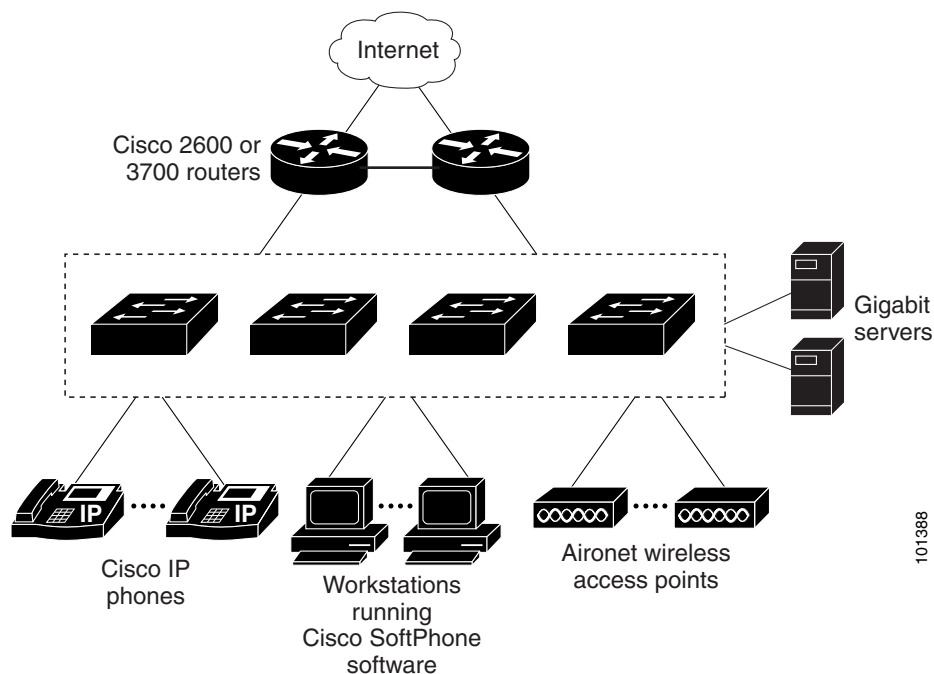 Internet
Cisco 2600 or
3700 routers
Gigabit
servers
IP
IP
Cisco IP
phones
Workstations
running
Cisco SoftPhone
software
Aironet wireless
access points
101388